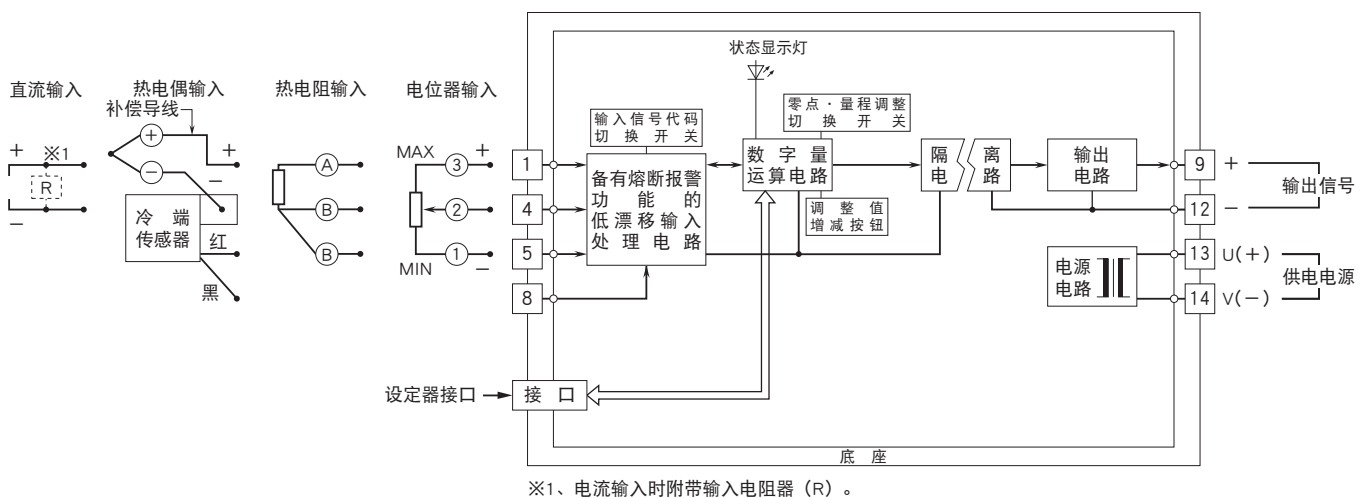 状态显示灯
直流输入
热电偶输入
热电阻输入
电位器输入
补偿导线
输入信号代码
切换开关
零点・量程调整
切换开关
+
※1
R
−
+
−
+
−
冷端
传感器
红
黑
A
B
B
MAX
MIN
3
2
1
+
−
1
4
5
8
备有熔断报警
功能的
低漂移输入
处理电路
数字量
运算电路
调整值
增减按钮
隔离
电路
输出
电路
电源
电路
9
+
12
−
输出信号
13
U(+)
14
V(−)
供电电源
设定器接口
接口
底座
※1、电流输入时附带输入电阻器（R）。